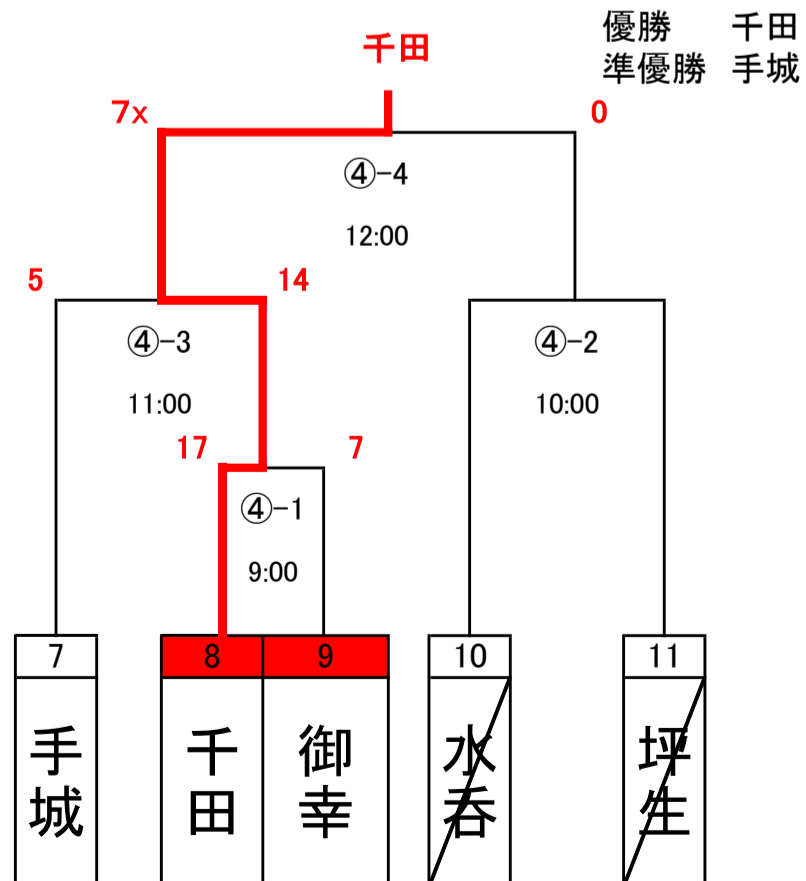 優勝 千田
準優勝 手城
千田
7x 0
④-4
12:00
5 14
④-3 ④-2
11:00 10:00
17 7
④-1
9:00
7 8 9 10 11
手城 千田 御幸 水呑 坪生